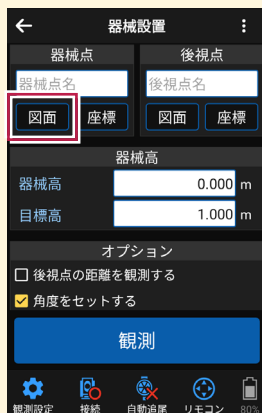 器械設置
器械点 後視点
器械点名 後視点名
図面 座標 図面 座標
器械高
器械高 0.000 m
目標高 1.000 m
オプション
後視点の距離を観測する
角度をセットする
観測
観測設定 接続 自動追尾 リモコン 80%